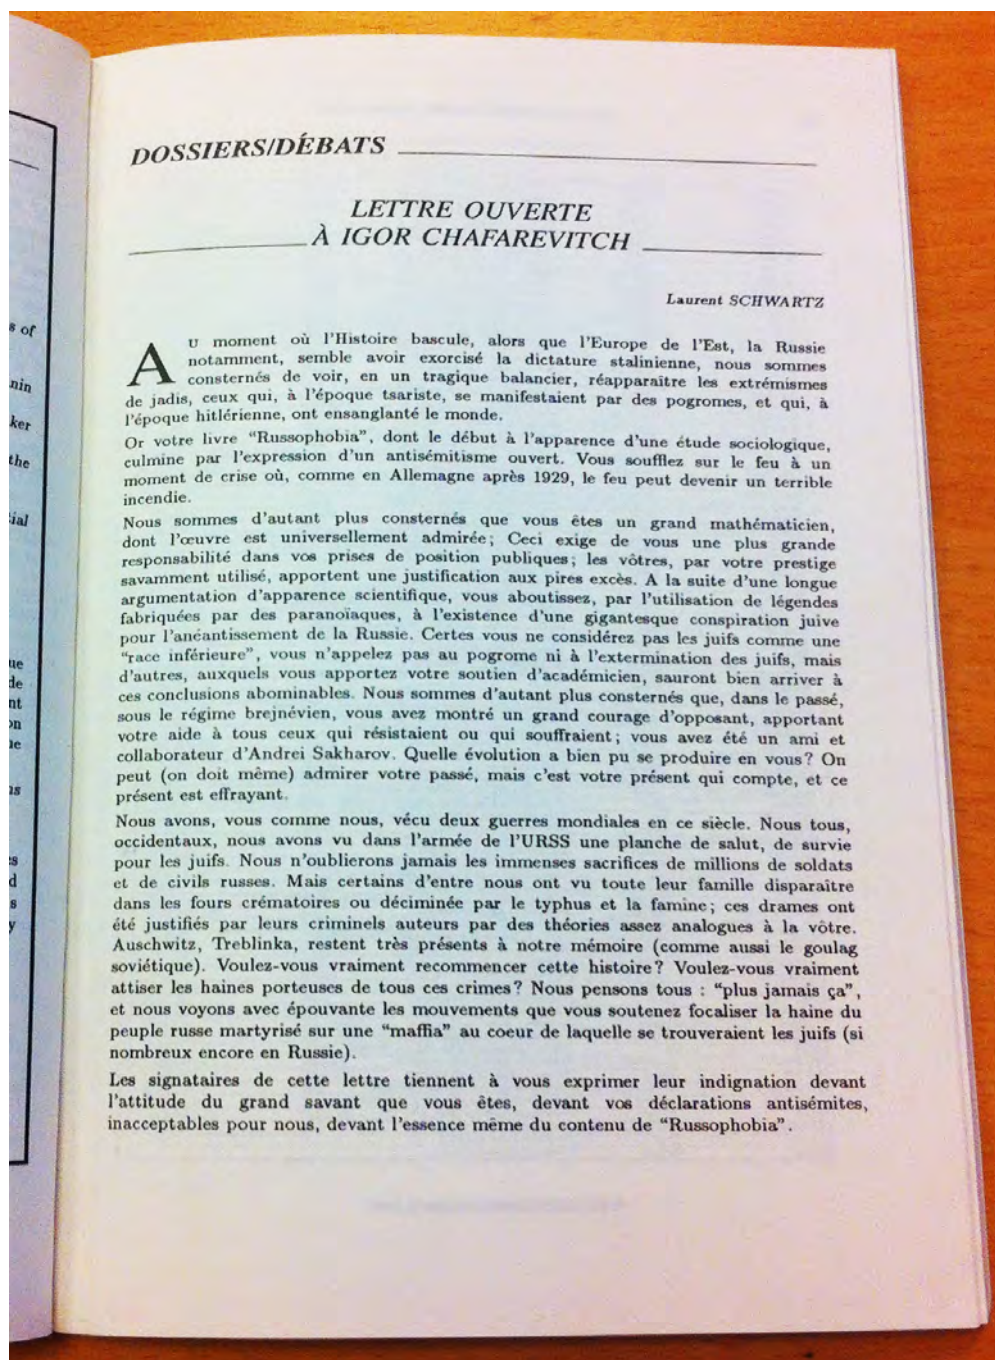 DOSSIERS/DÉBATS
LETTRE OUVERTE
À IGOR CHAFAREVITCH
Laurent SCHWARTZ
AU moment où l'Histoire bascule, alors que l'Europe de l'Est, la Russie
notamment, semble avoir exorcisé la dictature stalinienne, nous sommes
consternés de voir, en un tragique balancier, réapparaître les extrémismes
de jadis, ceux qui, à l'époque tsariste, se manifestaient par des pogromes, et qui, à
l'époque hitlérienne, ont ensanglanté le monde.
Or votre livre “Russophobia”, dont le début à l'apparence d'une étude sociologique,
culmine par l'expression d'un antisémitisme ouvert. Vous soufflez sur le feu à un
moment de crise où, comme en Allemagne après 1929, le feu peut devenir un terrible
incendie.
Nous sommes d'autant plus consternés que vous êtes un grand mathématicien,
dont l'œuvre est universellement admirée; Ceci exige de vous une plus grande
responsabilité dans vos prises de position publiques; les vôtres, par votre prestige
savamment utilisé, apportent une justification aux pires excès. A la suite d'une longue
argumentation d'apparence scientifique, vous aboutissez, par l'utilisation de légendes
fabriquées par des paranoïaques, à l'existence d'une gigantesque conspiration juive
pour l'anéantissement de la Russie. Certes vous ne considérez pas les juifs comme une
“race inférieure”, vous n'appelez pas au pogrome ni à l'extermination des juifs, mais
d'autres, auxquels vous apportez votre soutien d'académicien, sauront bien arriver à
ces conclusions abominables. Nous sommes d'autant plus consternés que, dans le passé,
sous le régime brejnévien, vous avez montré un grand courage d'opposant, apportant
votre aide à tous ceux qui résistaient ou qui souffraient; vous avez été un ami et
collaborateur d'Andrei Sakharov. Quelle évolution a bien pu se produire en vous? On
peut (on doit même) admirer votre passé, mais c'est votre présent qui compte, et ce
présent est effrayant.
Nous avons, vous comme nous, vécu deux guerres mondiales en ce siècle. Nous tous,
occidentaux, nous avons vu dans l'armée de l'URSS une planche de salut, de survie
pour les juifs. Nous n'oublierons jamais les immenses sacrifices de millions de soldats
et de civils russes. Mais certains d'entre nous ont vu toute leur famille disparaître
dans les fours crématoires ou déciminée par le typhus et la famine; ces drames ont
été justifiés par leurs criminels auteurs par des théories assez analogues à la vôtre.
Auschwitz, Treblinka, restent très présents à notre mémoire (comme aussi le goulag
soviétique). Voulez-vous vraiment recommencer cette histoire? Voulez-vous vraiment
attiser les haines porteuses de tous ces crimes? Nous pensons tous : “plus jamais ça”,
et nous voyons avec épouvante les mouvements que vous soutenez focaliser la haine du
peuple russe martyrisé sur une “maffia” au coeur de laquelle se trouveraient les juifs (si
nombreux encore en Russie).
Les signataires de cette lettre tiennent à vous exprimer leur indignation devant
l'attitude du grand savant que vous êtes, devant vos déclarations antisémites,
inacceptables pour nous, devant l'essence même du contenu de “Russophobia”.